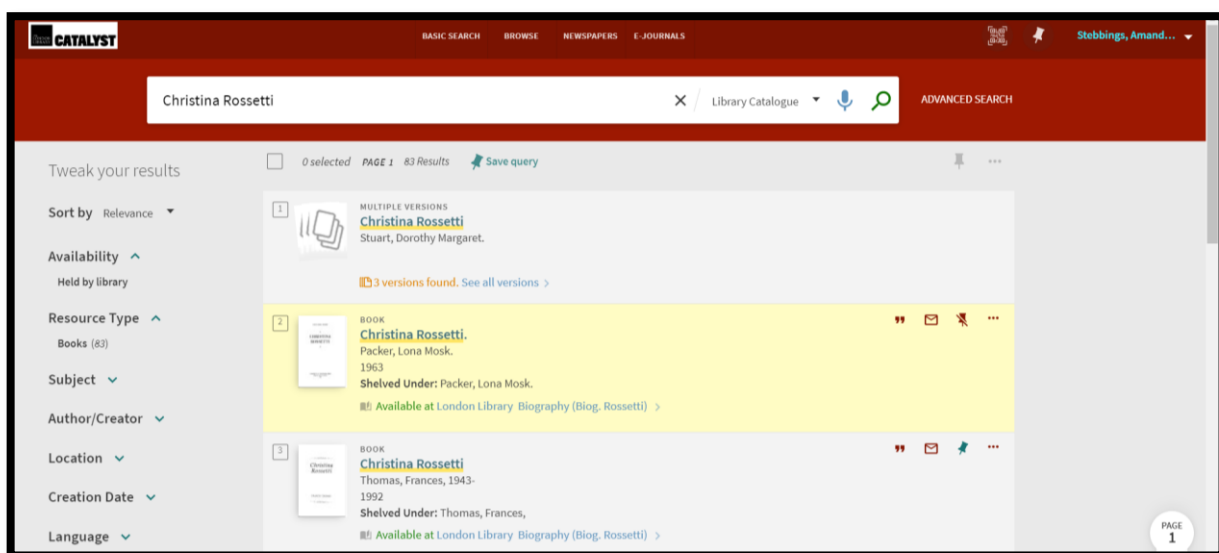 CATALYST
BASIC SEARCH BROWSE NEWSPAPERS E-JOURNALS
Stebbings, Amand...
Christina Rossetti
Library Catalogue
ADVANCED SEARCH
Tweak your results
0 selected PAGE 1 83 Results Save query
Sort by Relevance
Availability
Held by library
Resource Type
Books (83)
Subject
Author/Creator
Location
Creation Date
Language
1
MULTIPLE VERSIONS
Christina Rossetti
Stuart, Dorothy Margaret.
3 versions found. See all versions >
2
BOOK
Christina Rossetti.
Packer, Lona Mosk.
1963
Shelved Under: Packer, Lona Mosk.
Available at London Library Biography (Biog. Rossetti) >
3
BOOK
Christina Rossetti
Thomas, Frances, 1943-
1992
Shelved Under: Thomas, Frances,
Available at London Library Biography (Biog. Rossetti) >
PAGE
1